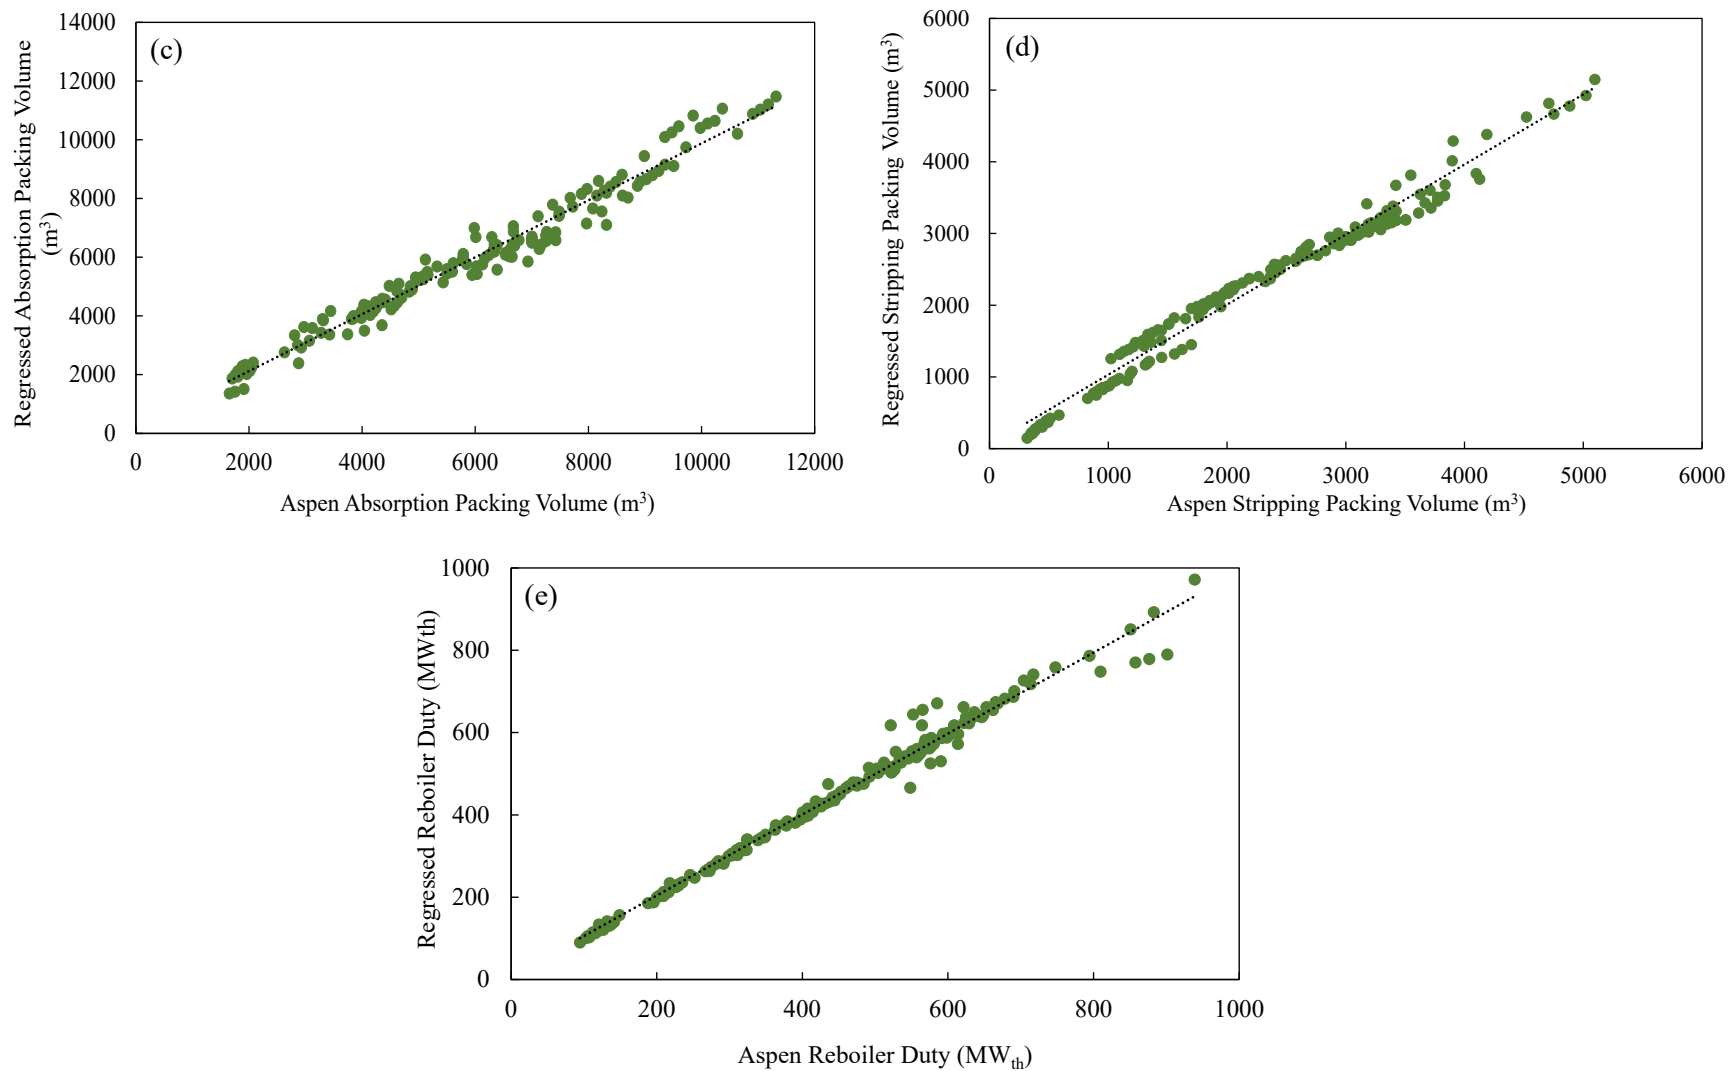 (c)
Regressed Absorption Packing Volume
(m³)
14000
12000
10000
8000
6000
4000
2000
0
0 2000 4000 6000 8000 10000 12000
Aspen Absorption Packing Volume (m³)
(d)
Regressed Stripping Packing Volume (m³)
6000
5000
4000
3000
2000
1000
0
0 1000 2000 3000 4000 5000 6000
Aspen Stripping Packing Volume (m³)
(e)
Regressed Reboiler Duty (MWth)
1000
800
600
400
200
0
0 200 400 600 800 1000
Aspen Reboiler Duty (MWth)